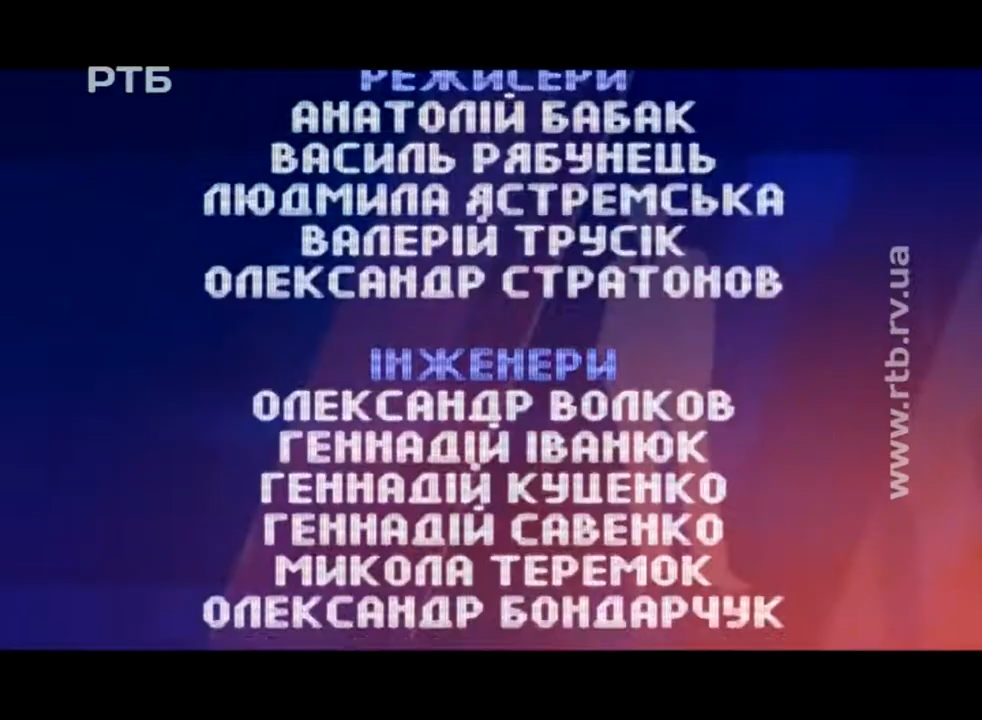 РТБ
РЕЖИСЕРИ
АНАТОЛІЙ БАБАК
ВАСИЛЬ РЯБУНЕЦЬ
ЛЮДМИЛА ЯСТРЕМСЬКА
ВАЛЕРІЙ ТРУСІК
ОЛЕКСАНДР СТРАТОНОВ
ІНЖЕНЕРИ
ОЛЕКСАНДР ВОЛКОВ
ГЕННАДІЙ ІВАНЮК
ГЕННАДІЙ КУЦЕНКО
ГЕННАДІЙ САВЕНКО
МИКОЛА ТЕРЕМОК
ОЛЕКСАНДР БОНДАРЧУК
www.rtb.rv.ua